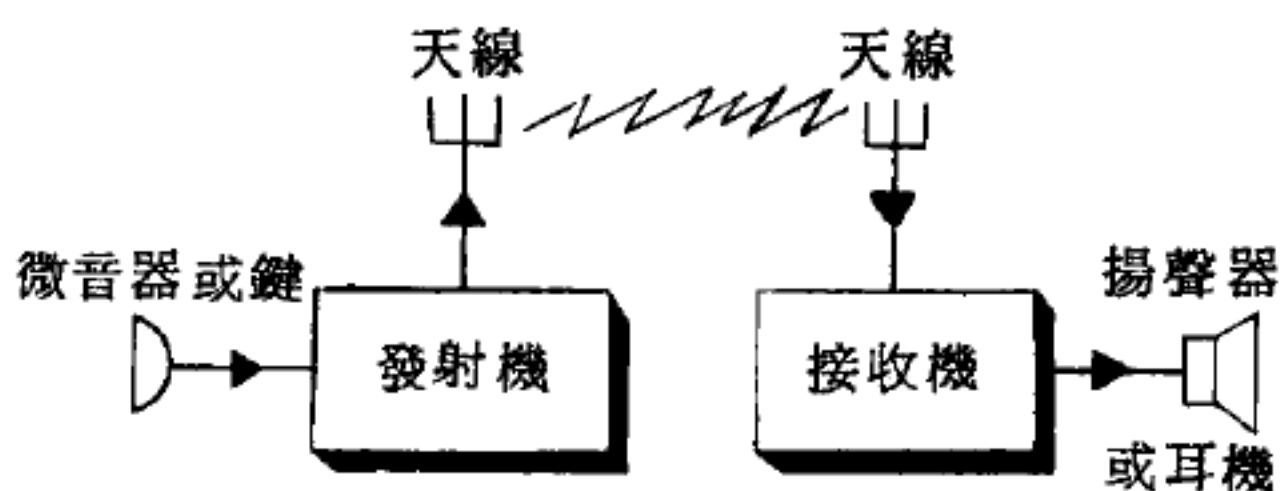 天線
天線
微音器或鍵
揚聲器
發射機
接收機
或耳機